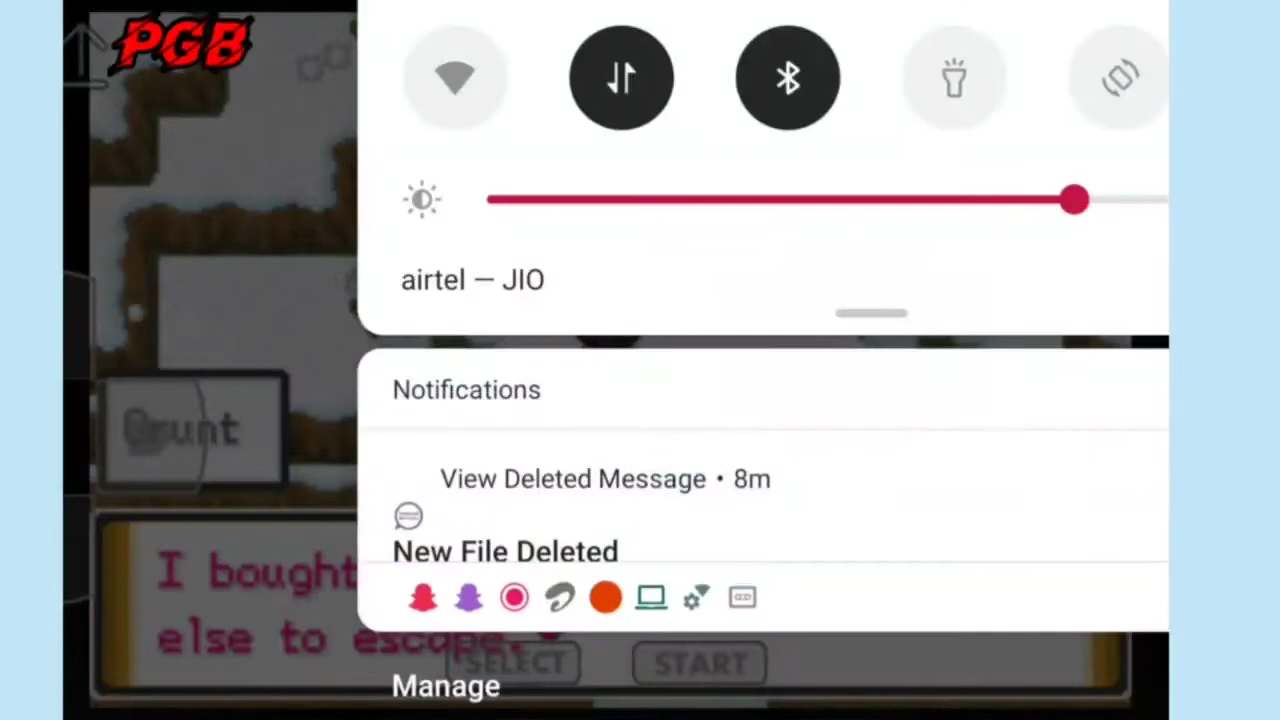 PGB
airtel — JIO
Notifications
Grunt
View Deleted Message • 8m
New File Deleted
I bought
else to escape.
SELECT
START
Manage